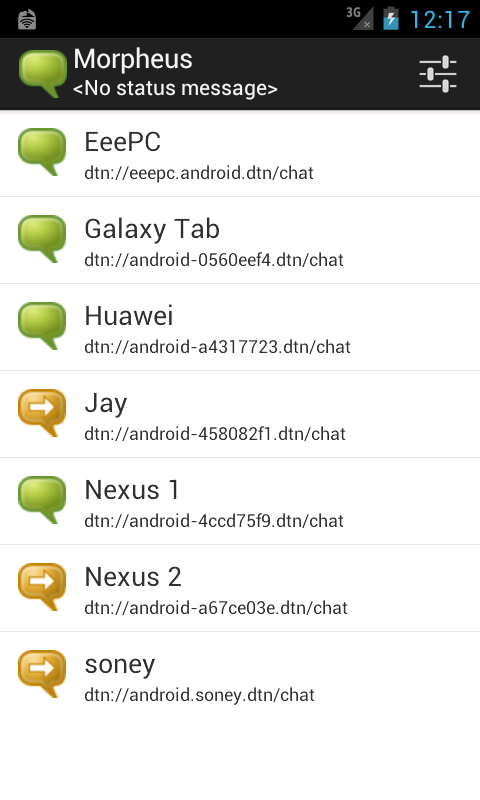 3G 12:17
Morpheus
<No status message>
EeePC
dtn://eeepc.android.dtn/chat
Galaxy Tab
dtn://android-0560eef4.dtn/chat
Huawei
dtn://android-a4317723.dtn/chat
Jay
dtn://android-458082f1.dtn/chat
Nexus 1
dtn://android-4ccd75f9.dtn/chat
Nexus 2
dtn://android-a67ce03e.dtn/chat
soney
dtn://android.soney.dtn/chat